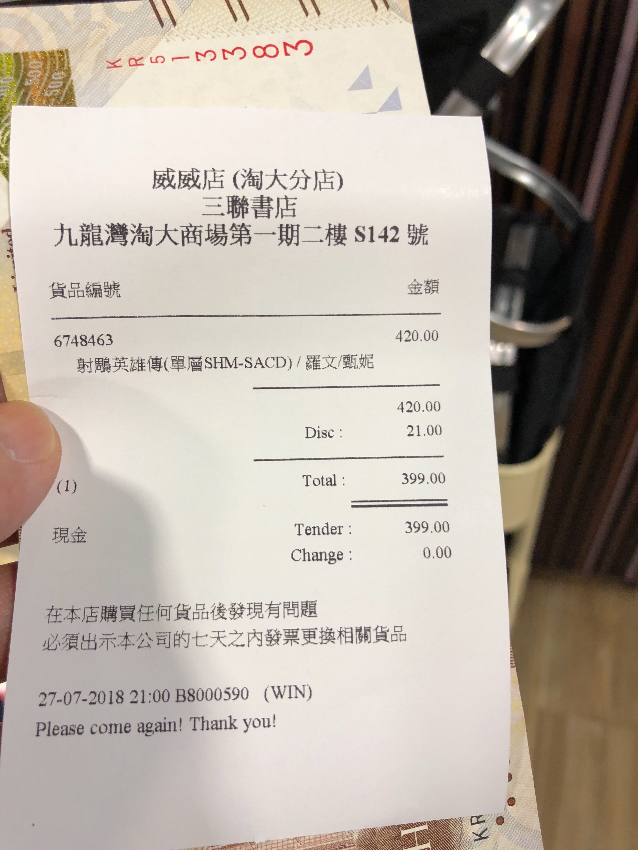 KR513383
威威店 (淘大分店)
三聯書店
九龍灣淘大商場第一期二樓 S142 號
貨品編號 金額
6748463 420.00
射鵰英雄傳(單層SHM-SACD) / 羅文/甄妮
420.00
Disc : 21.00
(1) Total : 399.00
現金 Tender : 399.00
Change : 0.00
在本店購買任何貨品後發現有問題
必須出示本公司的七天之內發票更換相關貨品
27-07-2018 21:00 B8000590 (WIN)
Please come again! Thank you!
KR
H